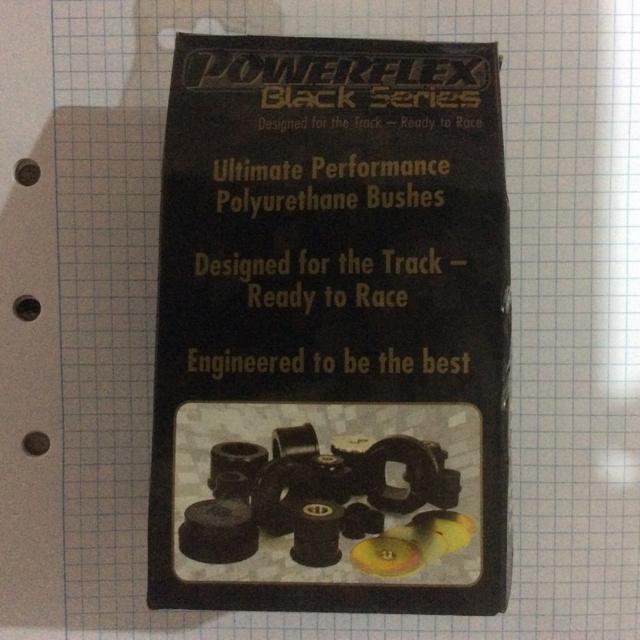 POWERFLEX
Black Series
Designed for the Track – Ready to Race
Ultimate Performance
Polyurethane Bushes
Designed for the Track –
Ready to Race
Engineered to be the best